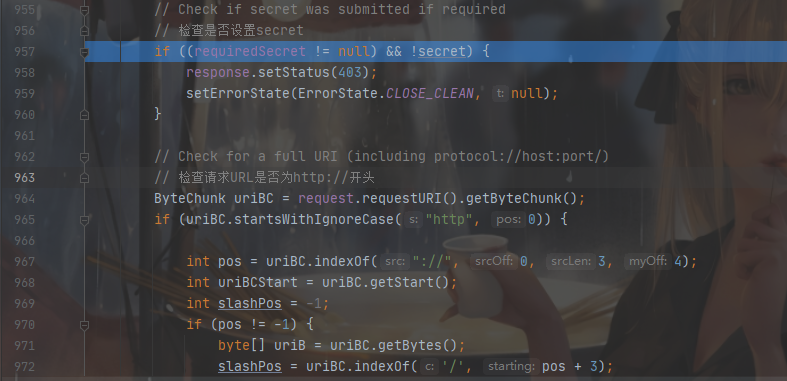 955 // Check if secret was submitted if required
956 // 检查是否设置secret
957 if ((requiredSecret != null) && !secret) {
958 response.setStatus(403);
959 setErrorState(ErrorState.CLOSE_CLEAN, t: null);
960 }
961
962 // Check for a full URI (including protocol://host:port/)
963 // 检查请求URL是否为http://开头
964 ByteChunk uriBC = request.requestURI().getByteChunk();
965 if (uriBC.startsWithIgnoreCase( s: "http", pos: 0)) {
966
967 int pos = uriBC.indexOf( src: "://", srcOff: 0, srcLen: 3, myOff: 4);
968 int uriBCStart = uriBC.getStart();
969 int slashPos = -1;
970 if (pos != -1) {
971 byte[] uriB = uriBC.getBytes();
972 slashPos = uriBC.indexOf( c: '/', starting: pos + 3);